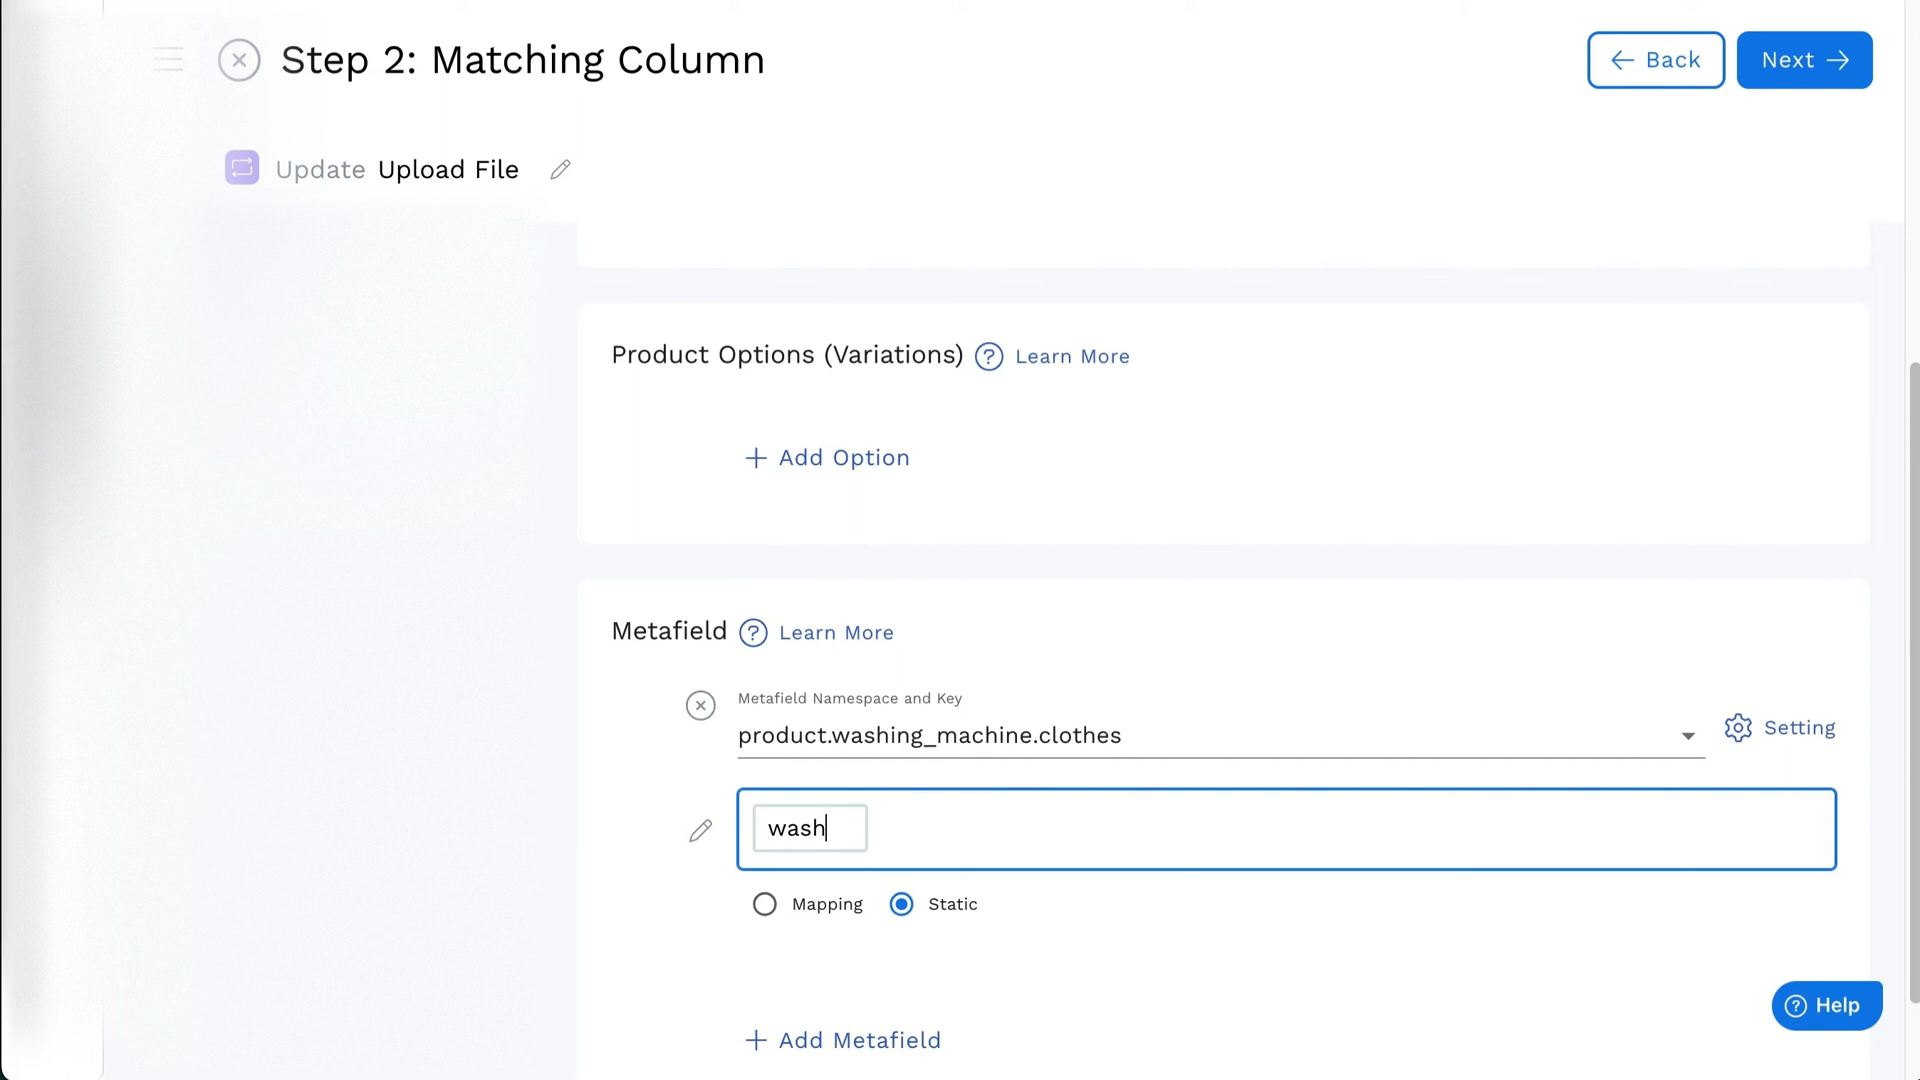 Step 2: Matching Column
Back
Next
Update Upload File
Product Options (Variations) ? Learn More
+ Add Option
Metafield ? Learn More
Metafield Namespace and Key
product.washing_machine.clothes
Setting
wash
Mapping
Static
? Help
+ Add Metafield